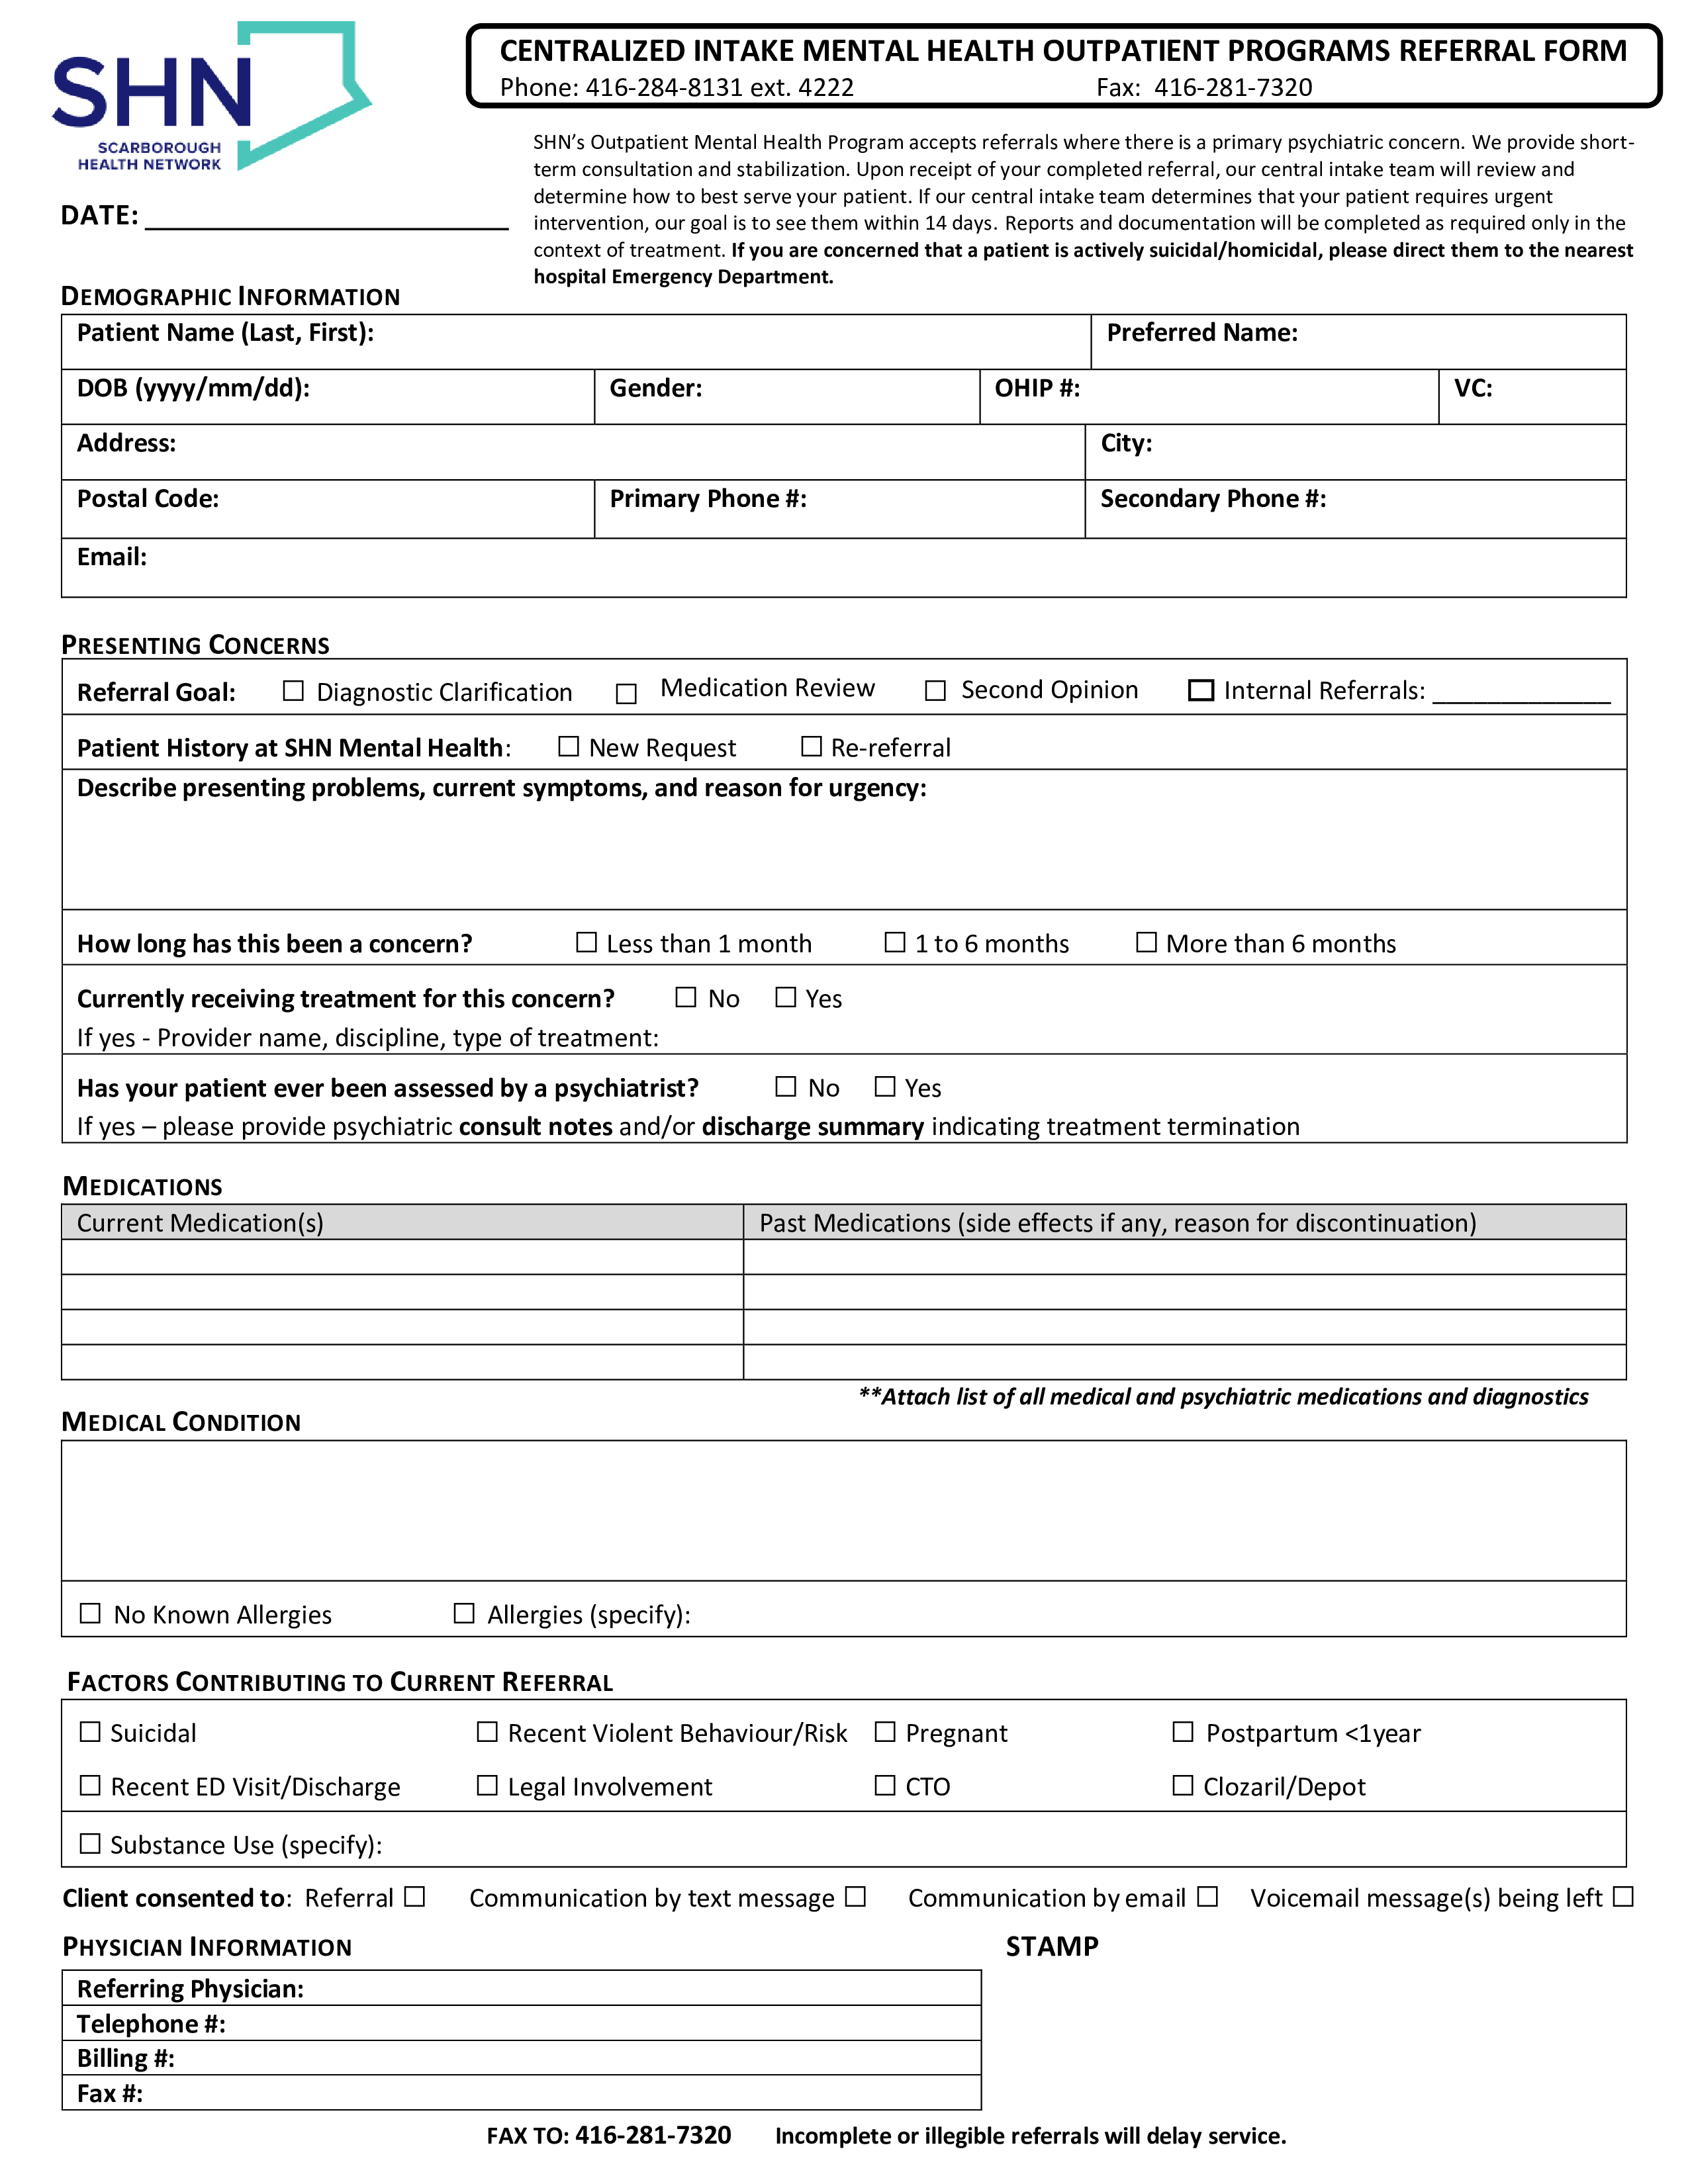 SHN
SCARBOROUGH
HEALTH NETWORK
CENTRALIZED INTAKE MENTAL HEALTH OUTPATIENT PROGRAMS REFERRAL FORM
Phone: 416-284-8131 ext. 4222 Fax: 416-281-7320
SHN’s Outpatient Mental Health Program accepts referrals where there is a primary psychiatric concern. We provide short-
term consultation and stabilization. Upon receipt of your completed referral, our central intake team will review and
determine how to best serve your patient. If our central intake team determines that your patient requires urgent
intervention, our goal is to see them within 14 days. Reports and documentation will be completed as required only in the
context of treatment. If you are concerned that a patient is actively suicidal/homicidal, please direct them to the nearest
hospital Emergency Department.
DATE: ____________________
DEMOGRAPHIC INFORMATION
Patient Name (Last, First): Preferred Name:
DOB (yyyy/mm/dd): Gender: OHIP #: VC:
Address: City:
Postal Code: Primary Phone #: Secondary Phone #:
Email:
PRESENTING CONCERNS
Referral Goal: ☐ Diagnostic Clarification ☐ Medication Review ☐ Second Opinion ☐ Internal Referrals: _____________
Patient History at SHN Mental Health: ☐ New Request ☐ Re-referral
Describe presenting problems, current symptoms, and reason for urgency:
How long has this been a concern? ☐ Less than 1 month ☐ 1 to 6 months ☐ More than 6 months
Currently receiving treatment for this concern? ☐ No ☐ Yes
If yes - Provider name, discipline, type of treatment:
Has your patient ever been assessed by a psychiatrist? ☐ No ☐ Yes
If yes – please provide psychiatric consult notes and/or discharge summary indicating treatment termination
MEDICATIONS
Current Medication(s) Past Medications (side effects if any, reason for discontinuation)
**Attach list of all medical and psychiatric medications and diagnostics
MEDICAL CONDITION
☐ No Known Allergies ☐ Allergies (specify):
FACTORS CONTRIBUTING TO CURRENT REFERRAL
☐ Suicidal ☐ Recent Violent Behaviour/Risk ☐ Pregnant ☐ Postpartum <1year
☐ Recent ED Visit/Discharge ☐ Legal Involvement ☐ CTO ☐ Clozaril/Depot
☐ Substance Use (specify):
Client consented to: Referral ☐ Communication by text message ☐ Communication by email ☐ Voicemail message(s) being left ☐
PHYSICIAN INFORMATION STAMP
Referring Physician:
Telephone #:
Billing #:
Fax #:
FAX TO: 416-281-7320 Incomplete or illegible referrals will delay service.